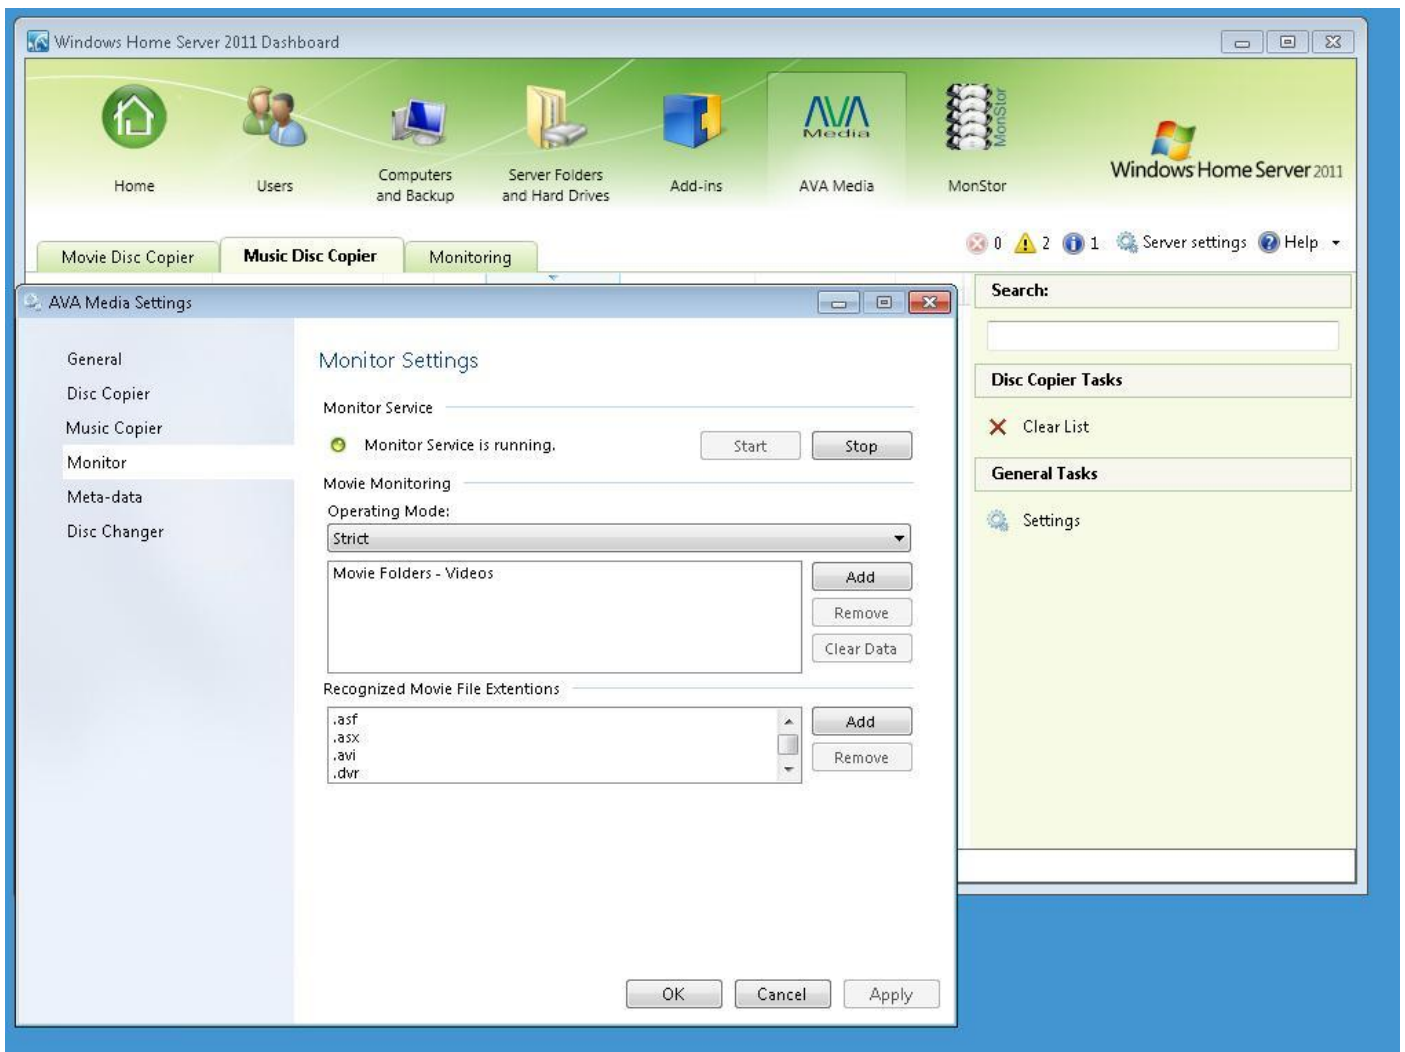 Windows Home Server 2011 Dashboard
AVA
Media
MonStor
Home
Users
Computers
and Backup
Server Folders
and Hard Drives
Add-ins
AVA Media
MonStor
Windows Home Server 2011
Movie Disc Copier
Music Disc Copier
Monitoring
0 2 1 Server settings Help
AVA Media Settings
General
Disc Copier
Music Copier
Monitor
Meta-data
Disc Changer
Monitor Settings
Monitor Service
Monitor Service is running.
Start
Stop
Movie Monitoring
Operating Mode:
Strict
Movie Folders - Videos
Add
Remove
Clear Data
Recognized Movie File Extentions
.asf
.asx
.avi
.dvr
Add
Remove
OK
Cancel
Apply
Search:
Disc Copier Tasks
Clear List
General Tasks
Settings